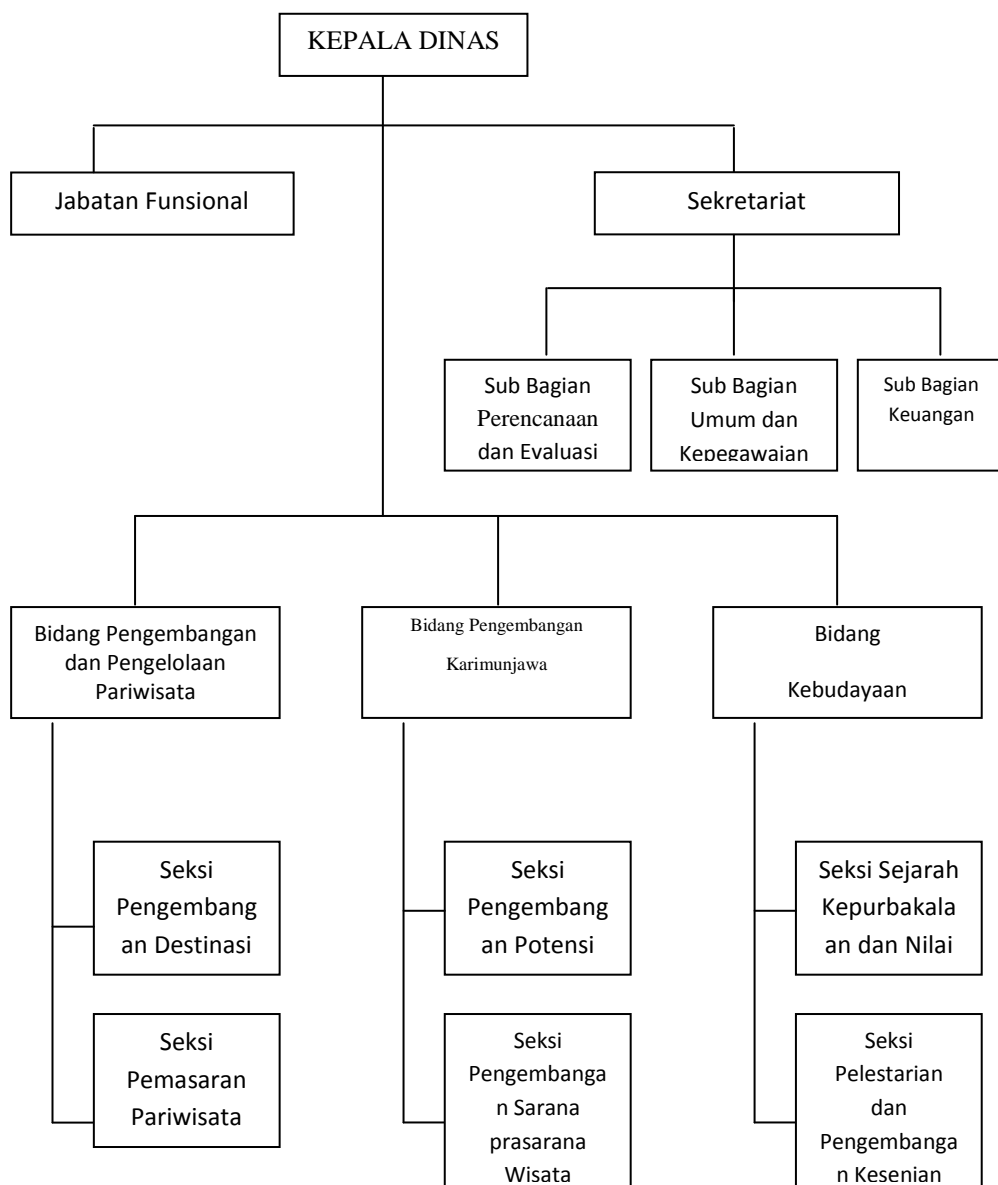 KEPALA DINAS
Jabatan Funsional
Sekretariat
Sub Bagian
Perencanaan
dan Evaluasi
Sub Bagian
Umum dan
Kepegawaian
Sub Bagian
Keuangan
Bidang Pengembangan
dan Pengelolaan
Pariwisata
Bidang Pengembangan
Karimunjawa
Bidang
Kebudayaan
Seksi
Pengembang
an Destinasi
Seksi
Pengembang
an Potensi
Seksi Sejarah
Kepurbakala
an dan Nilai
Seksi
Pemasaran
Pariwisata
Seksi
Pengembanga
n Sarana
prasarana
Wisata
Seksi
Pelestarian
dan
Pengembanga
n Kesenian